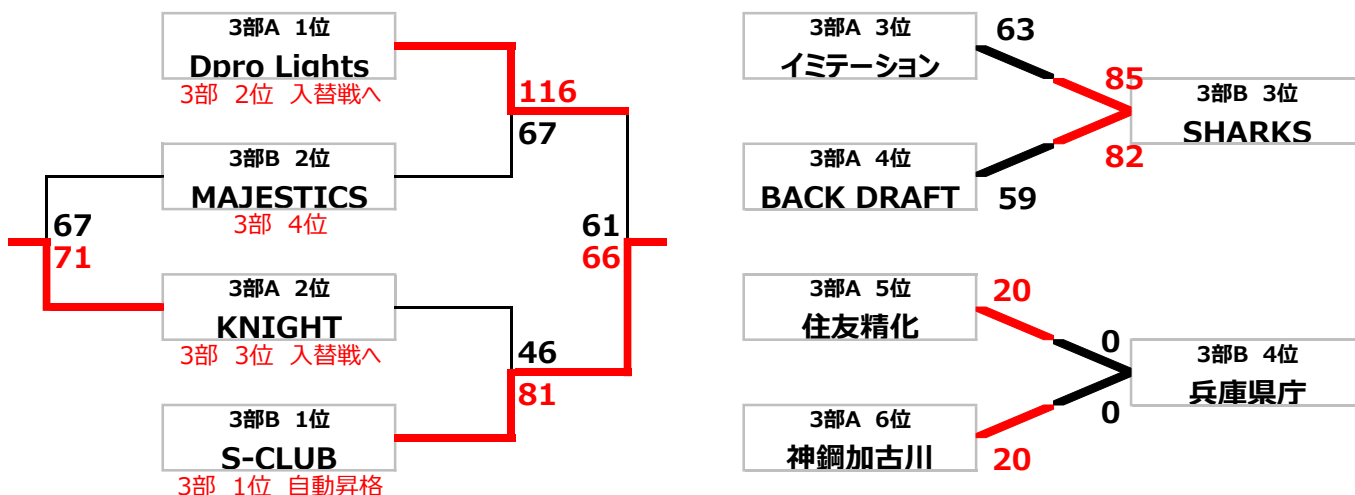 3部A 1位
Dpro Lights
3部 2位 入替戦へ
116
67
3部B 2位
MAJESTICS
3部 4位
67
71
61
66
3部A 2位
KNIGHT
3部 3位 入替戦へ
46
81
3部B 1位
S-CLUB
3部 1位 自動昇格
3部A 3位
イミテーション
63
85
3部B 3位
SHARKS
82
3部A 4位
BACK DRAFT
59
3部A 5位
住友精化
20
0
3部B 4位
兵庫県庁
0
3部A 6位
神鋼加古川
20